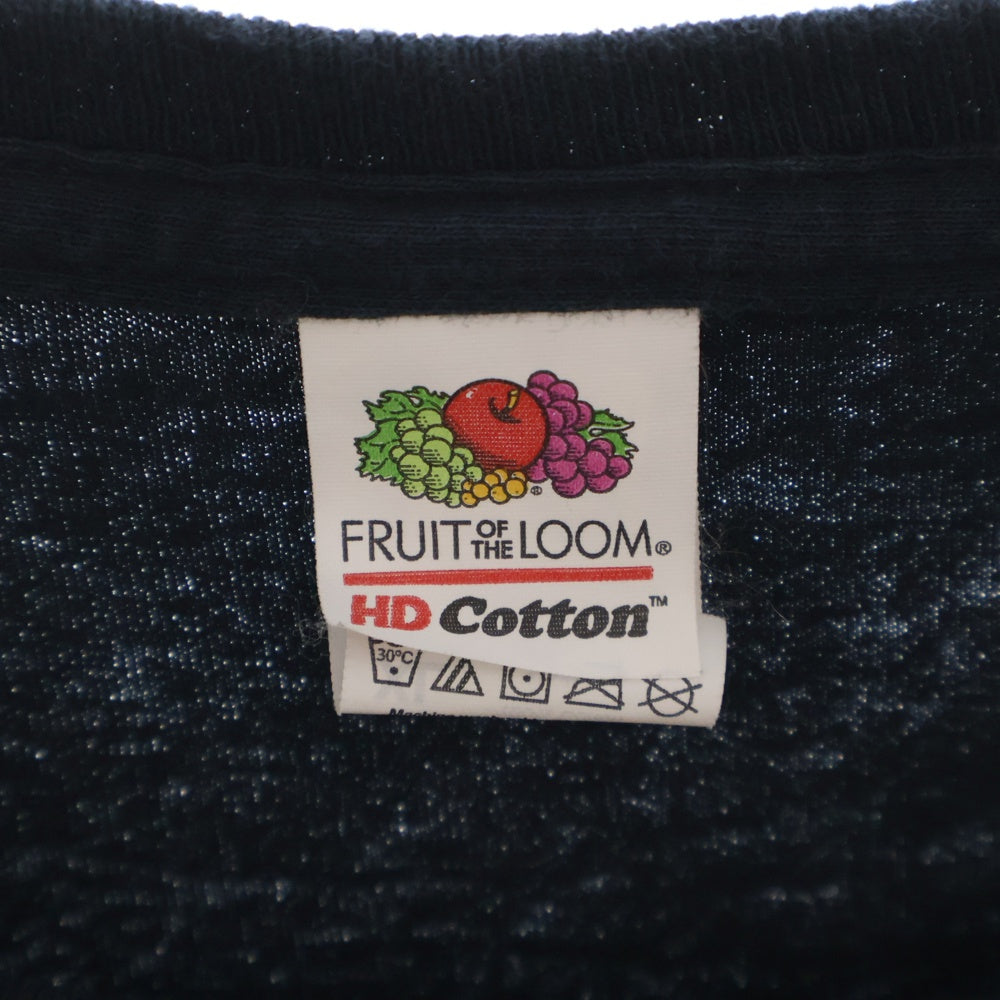 ®
FRUIT OF THE LOOM®
HD Cotton™
30°C